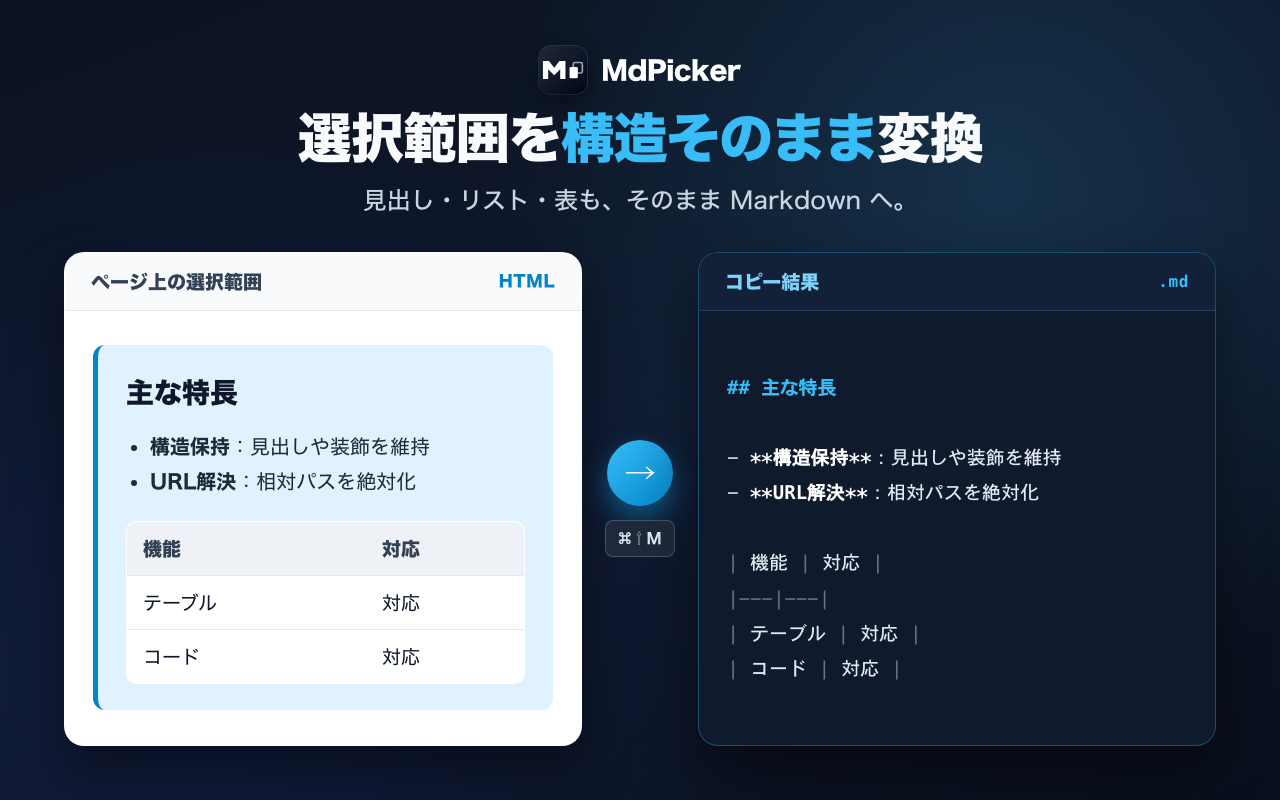 M MdPicker
選択範囲を構造そのまま変換
見出し・リスト・表も、そのまま Markdown へ。
ページ上の選択範囲 HTML
主な特長
• 構造保持：見出しや装飾を維持
• URL解決：相対パスを絶対化
機能 対応
テーブル 対応
コード 対応
→
⌘⇧M
コピー結果 .md
## 主な特長
- **構造保持**：見出しや装飾を維持
- **URL解決**：相対パスを絶対化
| 機能 | 対応 |
|---|---|
| テーブル | 対応 |
| コード | 対応 |